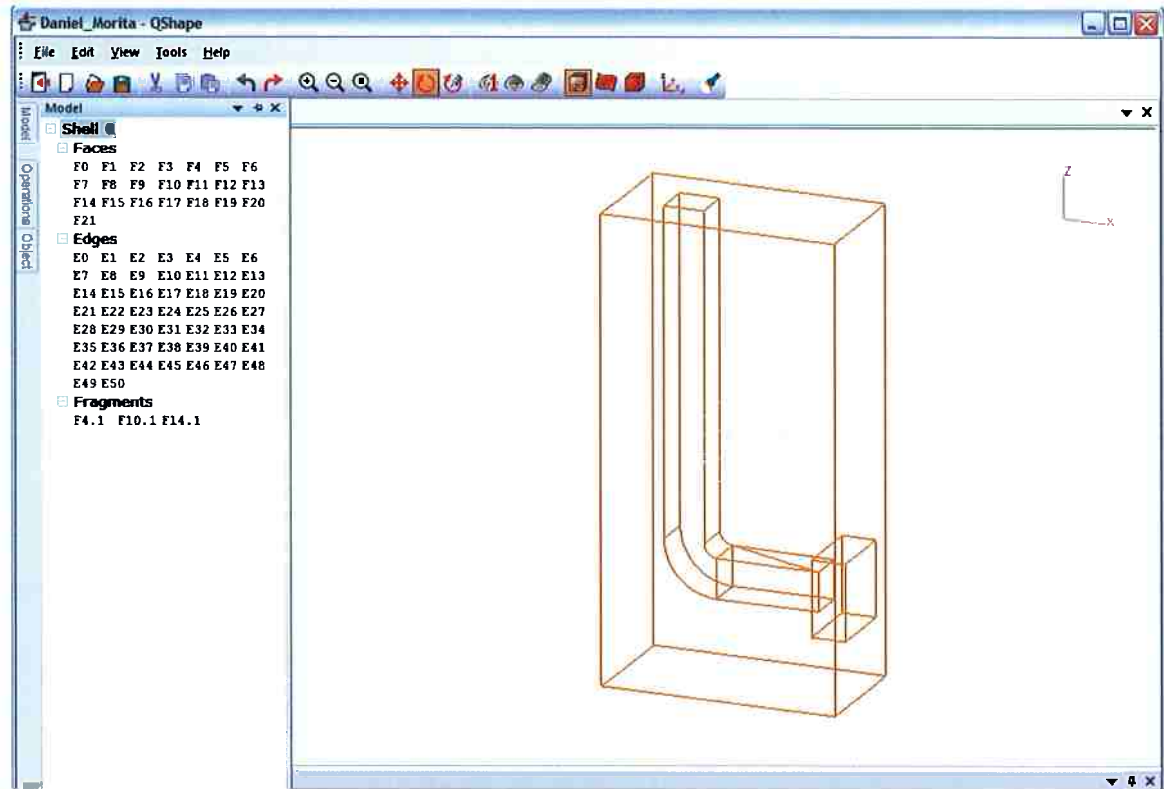 Daniel_Morita - QShape
File Edit View Tools Help
Model
Model
Operations
Object
Shell
Faces
F0 F1 F2 F3 F4 F5 F6
F7 F8 F9 F10 F11 F12 F13
F14 F15 F16 F17 F18 F19 F20
F21
Edges
E0 E1 E2 E3 E4 E5 E6
E7 E8 E9 E10 E11 E12 E13
E14 E15 E16 E17 E18 E19 E20
E21 E22 E23 E24 E25 E26 E27
E28 E29 E30 E31 E32 E33 E34
E35 E36 E37 E38 E39 E40 E41
E42 E43 E44 E45 E46 E47 E48
E49 E50
Fragments
F4.1 F10.1 F14.1
Z
X